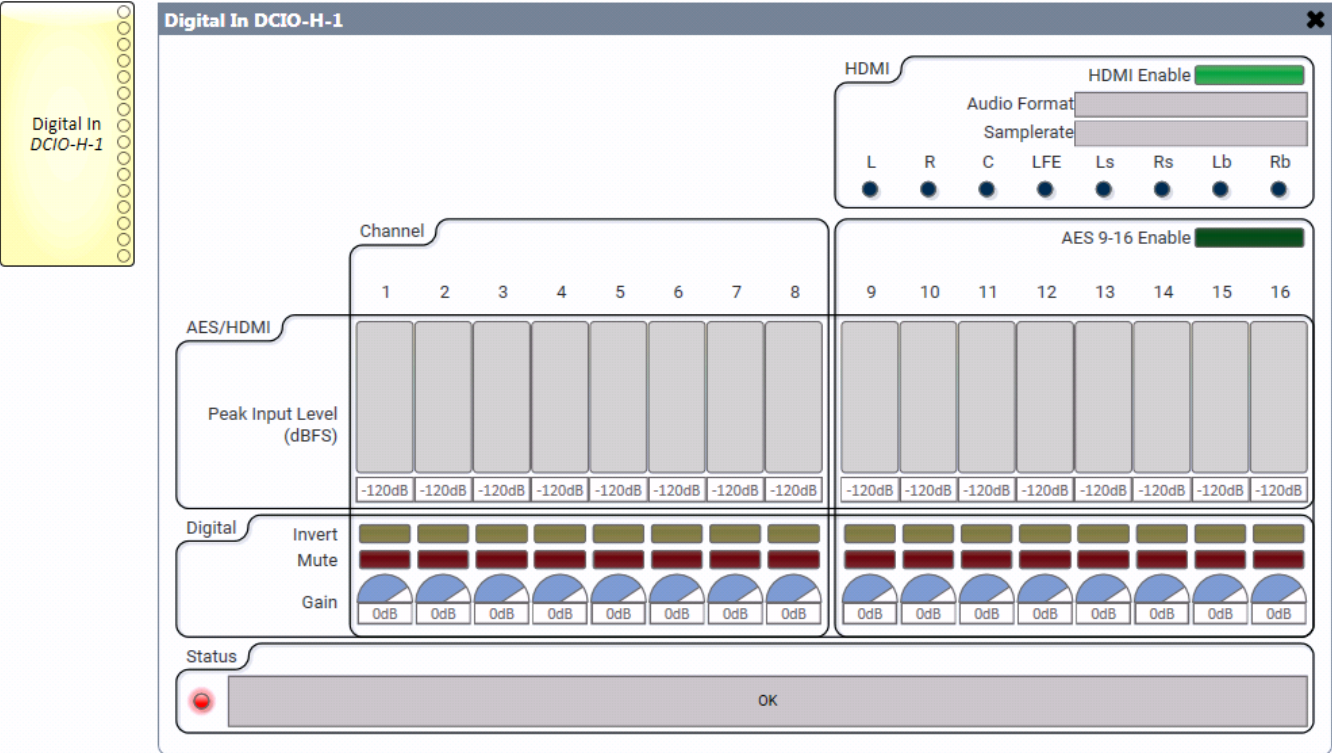 Digital In
DCIO-H-1
Digital In DCIO-H-1
HDMI
HDMI Enable
Audio Format
Samplerate
L R C LFE Ls Rs Lb Rb
Channel
AES 9-16 Enable
1 2 3 4 5 6 7 8 9 10 11 12 13 14 15 16
AES/HDMI
Peak Input Level
(dBFS)
-120dB -120dB -120dB -120dB -120dB -120dB -120dB -120dB -120dB -120dB -120dB -120dB -120dB -120dB -120dB -120dB
Digital
Invert
Mute
Gain
0dB 0dB 0dB 0dB 0dB 0dB 0dB 0dB 0dB 0dB 0dB 0dB 0dB 0dB 0dB 0dB
Status
OK